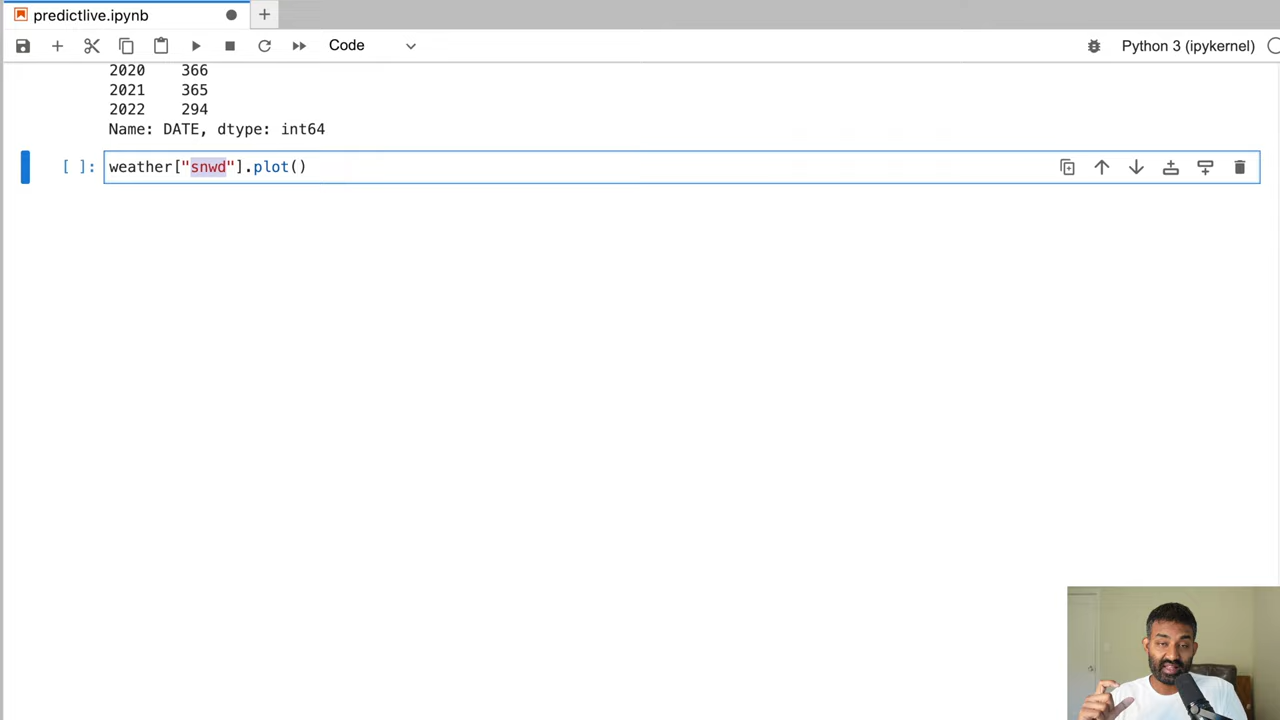 predictlive.ipynb
Code
Python 3 (ipykernel)
2020    366
2021    365
2022    294
Name: DATE, dtype: int64
[ ]: weather["snwd"].plot()